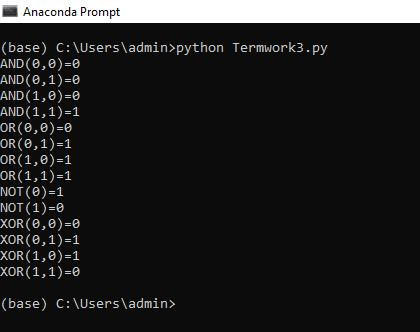 Anaconda Prompt
(base) C:\Users\admin>python Termwork3.py
AND(0,0)=0
AND(0,1)=0
AND(1,0)=0
AND(1,1)=1
OR(0,0)=0
OR(0,1)=1
OR(1,0)=1
OR(1,1)=1
NOT(0)=1
NOT(1)=0
XOR(0,0)=0
XOR(0,1)=1
XOR(1,0)=1
XOR(1,1)=0
(base) C:\Users\admin>